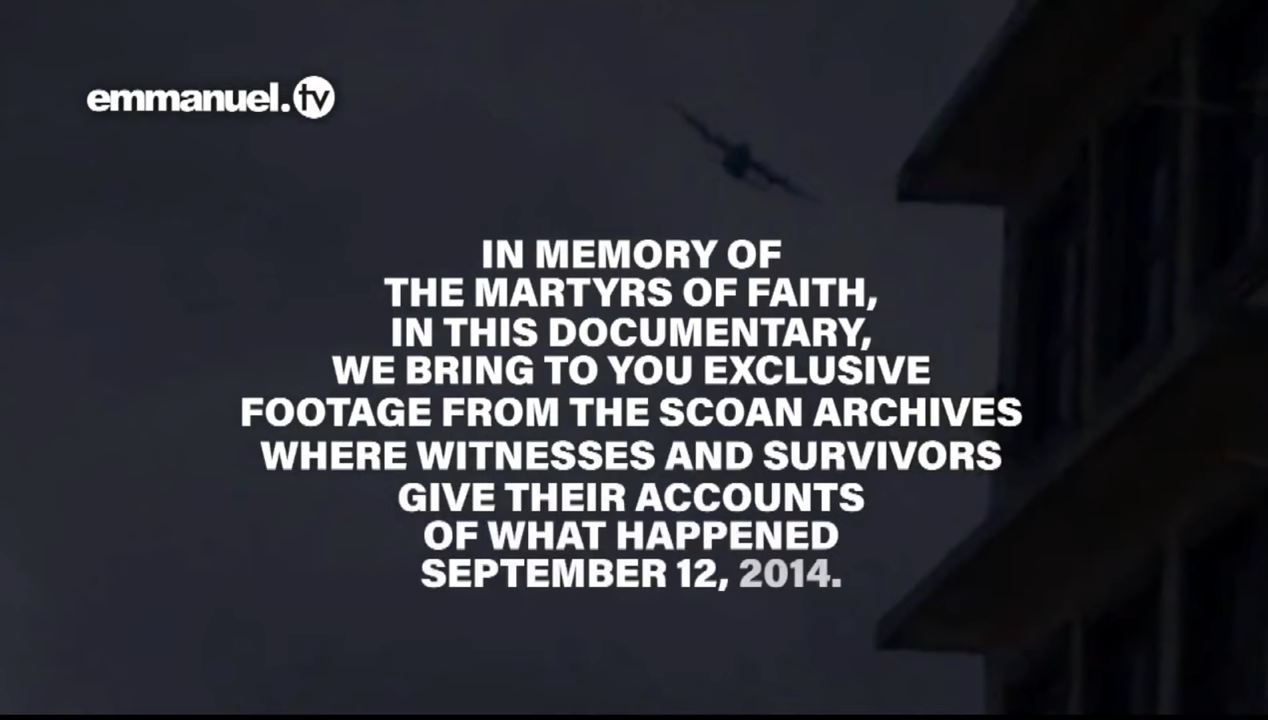 emmanuel.tv
IN MEMORY OF
THE MARTYRS OF FAITH,
IN THIS DOCUMENTARY,
WE BRING TO YOU EXCLUSIVE
FOOTAGE FROM THE SCOAN ARCHIVES
WHERE WITNESSES AND SURVIVORS
GIVE THEIR ACCOUNTS
OF WHAT HAPPENED
SEPTEMBER 12, 2014.